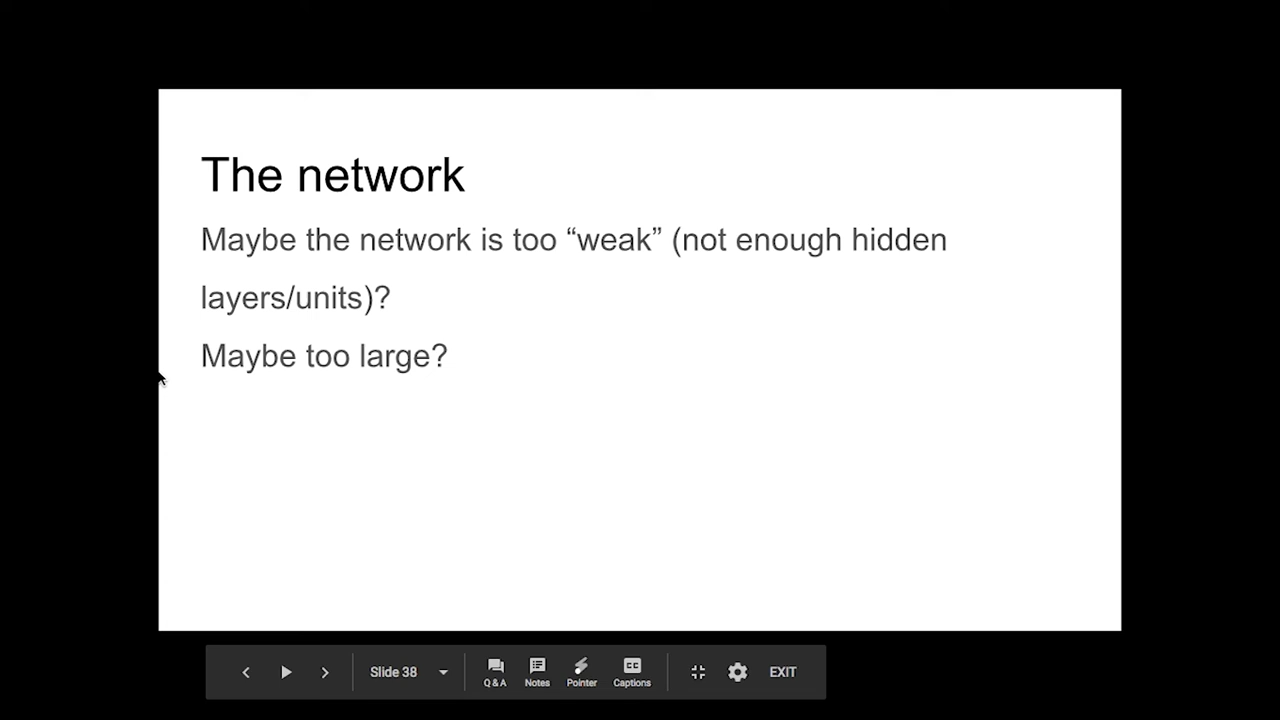 The network
Maybe the network is too “weak” (not enough hidden
layers/units)?
Maybe too large?
Slide 38
Q & A
Notes
Pointer
CC
Captions
EXIT